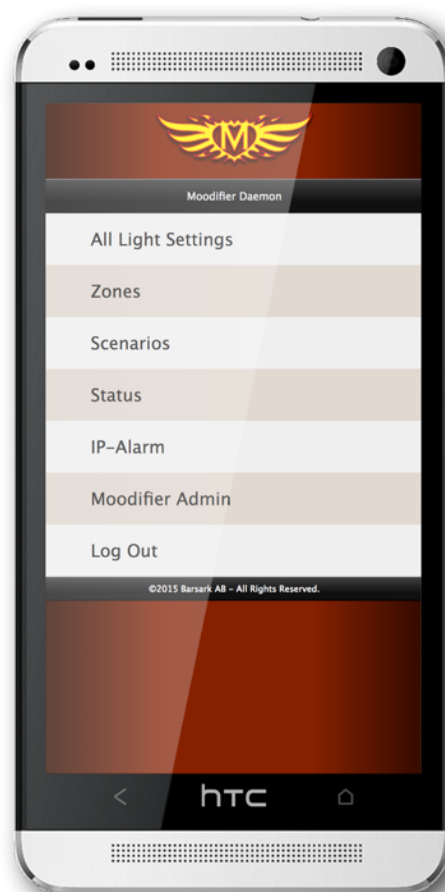 M
Moodifier Daemon
All Light Settings
Zones
Scenarios
Status
IP-Alarm
Moodifier Admin
Log Out
©2015 Barsark AB – All Rights Reserved.
hTC